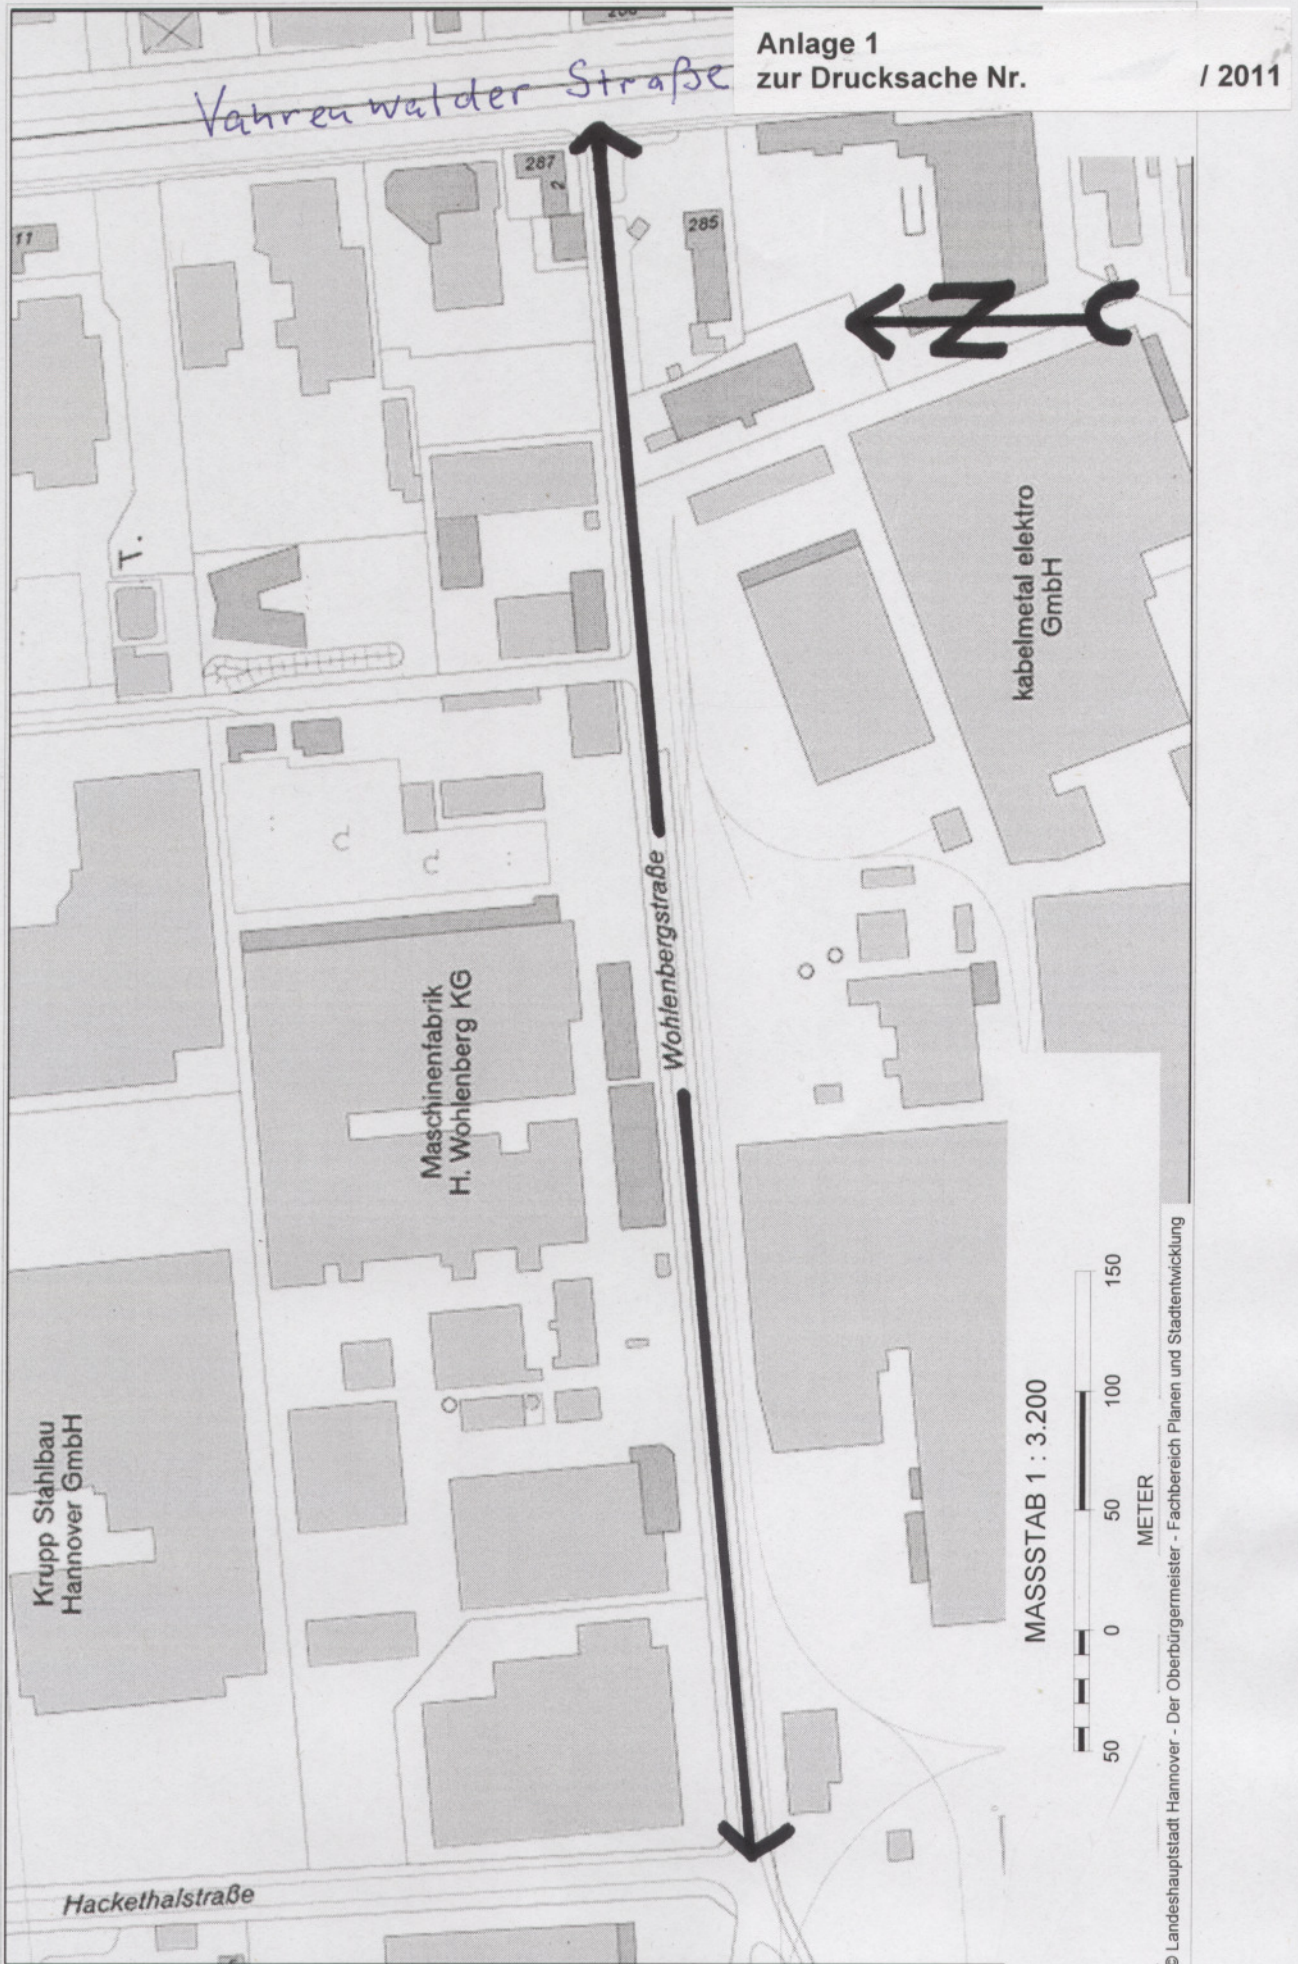 Anlage 1
zur Drucksache Nr. / 2011
Vahrenwalder Straße
287
2
285
11
N
T.
kabelmetal elektro
GmbH
Wohlenbergstraße
Maschinenfabrik
H. Wohlenberg KG
Krupp Stahlbau
Hannover GmbH
Hackethalstraße
MASSSTAB 1 : 3.200
50 0 50 100 150
METER
© Landeshauptstadt Hannover - Der Oberbürgermeister - Fachbereich Planen und Stadtentwicklung